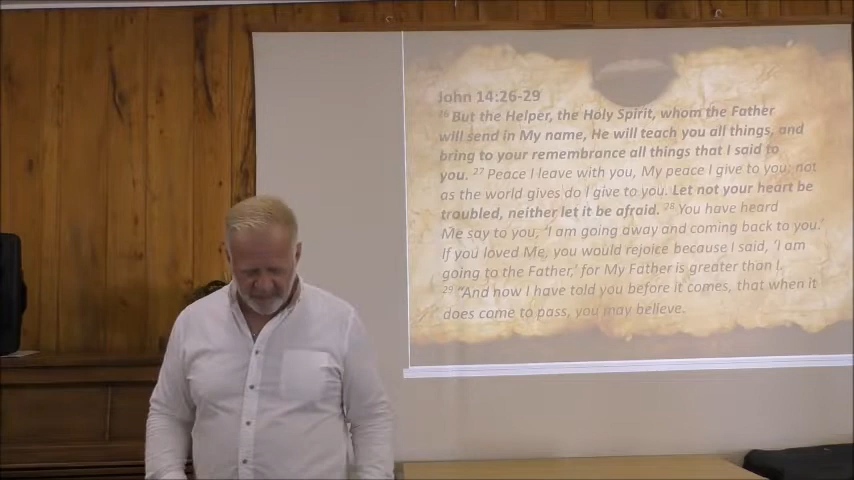 John 14:26-29
26 But the Helper, the Holy Spirit, whom the Father
will send in My name, He will teach you all things, and
bring to your remembrance all things that I said to
you. 27 Peace I leave with you, My peace I give to you; not
as the world gives do I give to you. Let not your heart be
troubled, neither let it be afraid. 28 You have heard
Me say to you, 'I am going away and coming back to you.'
If you loved Me, you would rejoice because I said, 'I am
going to the Father,' for My Father is greater than I.
29 "And now I have told you before it comes, that when it
does come to pass, you may believe.